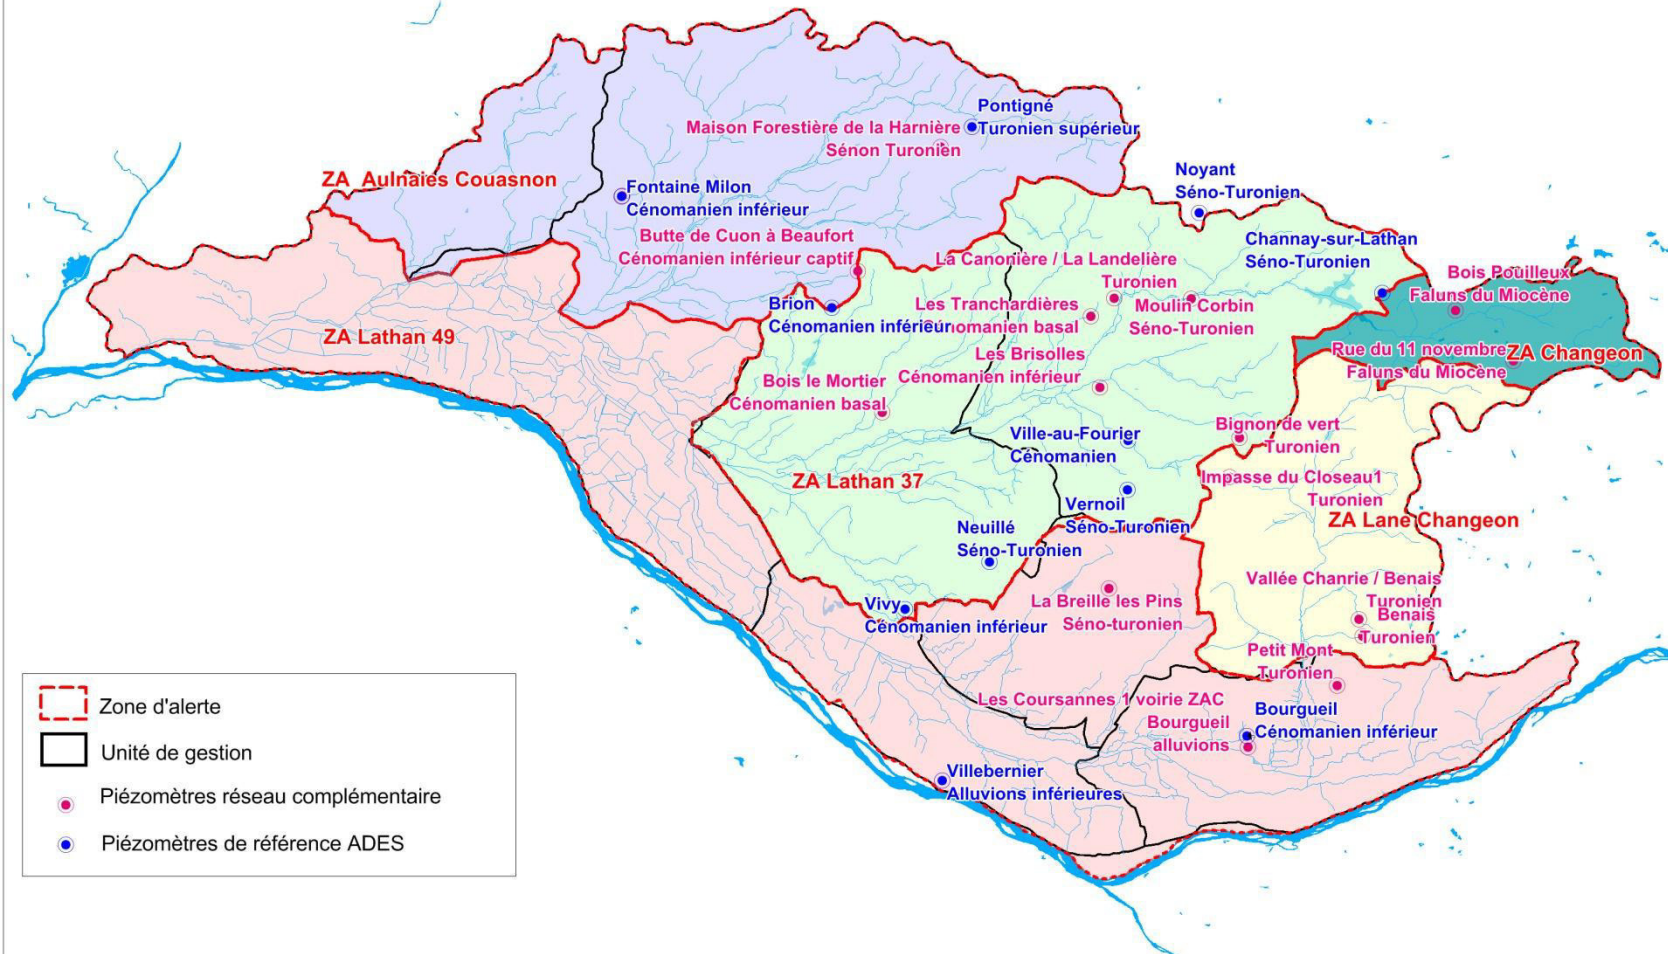 Pontigné
Turonien supérieur
Maison Forestière de la Harnière
Sénon Turonien
ZA Aulnaies Couasnon
Fontaine Milon
Cénomanien inférieur
Noyant
Séno-Turonien
Butte de Cuon à Beaufort
Cénomanien inférieur captif
Channay-sur-Lathan
Séno-Turonien
La Canonière / La Landelière
Turonien
Bois Pouilleux
Faluns du Miocène
Brion
Cénomanien inférieur
Les Tranchardières
Cénomanien basal
Moulin Corbin
Séno-Turonien
ZA Lathan 49
Rue du 11 novembre
Faluns du Miocène
ZA Changeon
Les Brisolles
Cénomanien inférieur
Bois le Mortier
Cénomanien basal
Bignon de vert
Turonien
Ville-au-Fourier
Cénomanien
ZA Lathan 37
Impasse du Closeau1
Turonien
Vernoil
Séno-Turonien
ZA Lane Changeon
Neuillé
Séno-Turonien
Vallée Chanrie / Benais
Turonien
Benais
Turonien
La Breille les Pins
Séno-turonien
Vivy
Cénomanien inférieur
Petit Mont
Turonien
Les Coursannes 1 voirie ZAC
Bourgueil
alluvions
Bourgueil
Cénomanien inférieur
Villebernier
Alluvions inférieures
Zone d'alerte
Unité de gestion
Piézomètres réseau complémentaire
Piézomètres de référence ADES